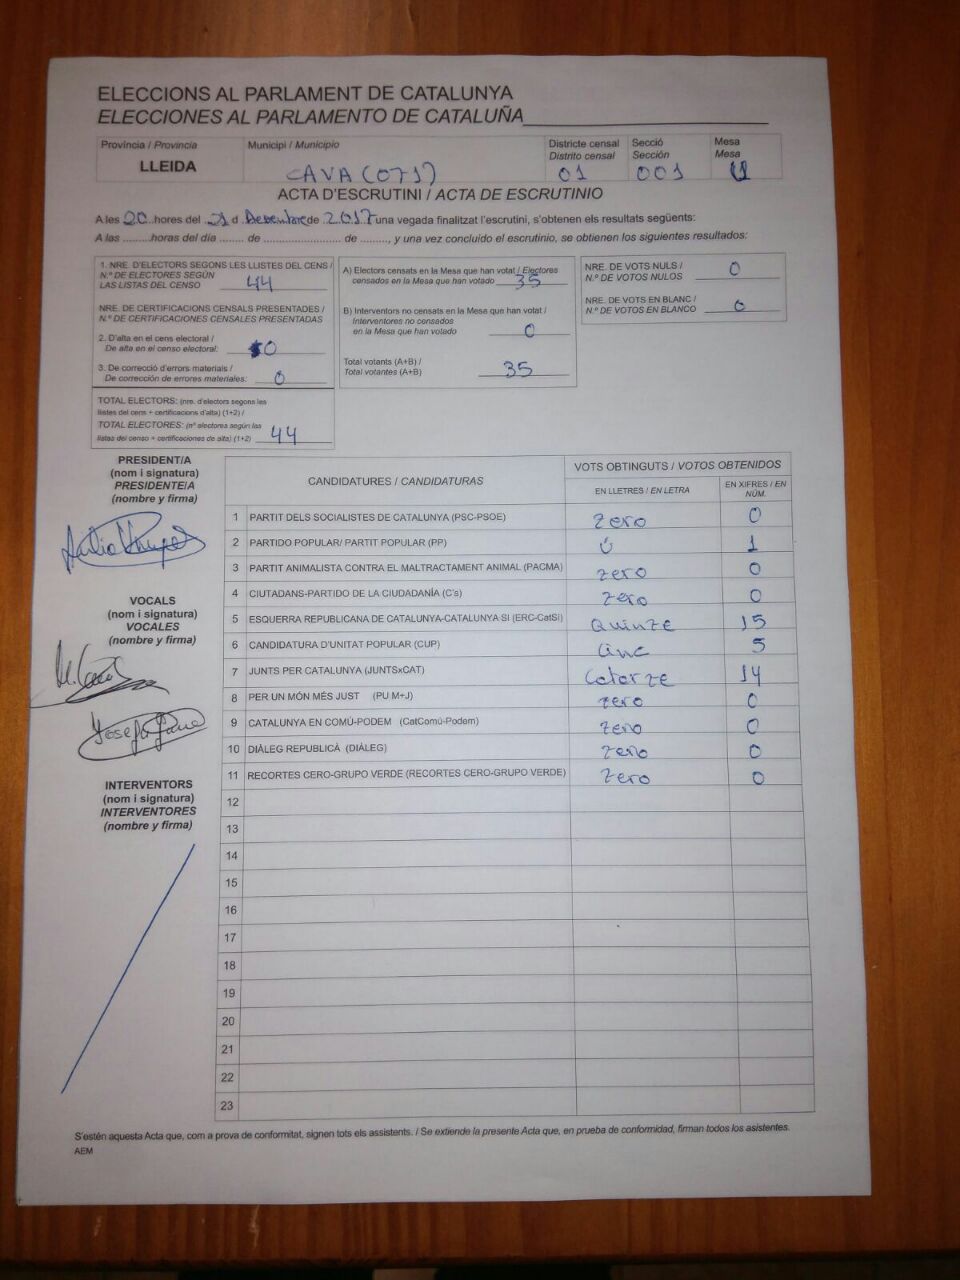 ELECCIONS AL PARLAMENT DE CATALUNYA
ELECCIONES AL PARLAMENTO DE CATALUÑA
Província / Provincia
LLEIDA
Municipi / Municipio
CAVA (071)
Districte censal
Distrito censal
01
Secció
Sección
001
Mesa
Mesa
U
ACTA D'ESCRUTINI / ACTA DE ESCRUTINIO
A les 20 hores del 21 d Desembre de 2017 una vegada finalitzat l'escrutini, s'obtenen els resultats següents:
A las .........horas del día ....... de ....................... de ........, y una vez concluido el escrutinio, se obtienen los siguientes resultados:
1. NRE. D'ELECTORS SEGONS LES LLISTES DEL CENS /
N.º DE ELECTORES SEGÚN
LAS LISTAS DEL CENSO 44
NRE. DE CERTIFICACIONS CENSALS PRESENTADES /
N.º DE CERTIFICACIONES CENSALES PRESENTADAS
2. D'alta en el cens electoral /
De alta en el censo electoral: 0
3. De correcció d'errors materials /
De corrección de errores materiales: 0
TOTAL ELECTORS: (nre. d'electors segons les
llistes del cens + certificacions d'alta) (1+2) /
TOTAL ELECTORES: (nº electores según las
listas del censo + certificaciones de alta) (1+2) 44
A) Electors censats en la Mesa que han votat / Electores
censados en la Mesa que han votado 35
B) Interventors no censats en la Mesa que han votat /
Interventores no censados
en la Mesa que han votado 0
Total votants (A+B) /
Total votantes (A+B) 35
NRE. DE VOTS NULS /
N.º DE VOTOS NULOS 0
NRE. DE VOTS EN BLANC /
N.º DE VOTOS EN BLANCO 0
PRESIDENT/A
(nom i signatura)
PRESIDENTE/A
(nombre y firma)
VOCALS
(nom i signatura)
VOCALES
(nombre y firma)
INTERVENTORS
(nom i signatura)
INTERVENTORES
(nombre y firma)
CANDIDATURES / CANDIDATURAS
VOTS OBTINGUTS / VOTOS OBTENIDOS
EN LLETRES / EN LETRA
EN XIFRES / EN NÚM.
1 PARTIT DELS SOCIALISTES DE CATALUNYA (PSC-PSOE) zero 0
2 PARTIDO POPULAR/ PARTIT POPULAR (PP) Ú 1
3 PARTIT ANIMALISTA CONTRA EL MALTRACTAMENT ANIMAL (PACMA) zero 0
4 CIUTADANS-PARTIDO DE LA CIUDADANÍA (C's) zero 0
5 ESQUERRA REPUBLICANA DE CATALUNYA-CATALUNYA SÍ (ERC-CatSí) Quinze 15
6 CANDIDATURA D'UNITAT POPULAR (CUP) Cinc 5
7 JUNTS PER CATALUNYA (JUNTSxCAT) Catorze 14
8 PER UN MÓN MÉS JUST (PU M+J) zero 0
9 CATALUNYA EN COMÚ-PODEM (CatComú-Podem) zero 0
10 DIÀLEG REPUBLICÀ (DIÀLEG) zero 0
11 RECORTES CERO-GRUPO VERDE (RECORTES CERO-GRUPO VERDE) zero 0
12
13
14
15
16
17
18
19
20
21
22
23
S'estén aquesta Acta que, com a prova de conformitat, signen tots els assistents. / Se extiende la presente Acta que, en prueba de conformidad, firman todos los asistentes.
AEM